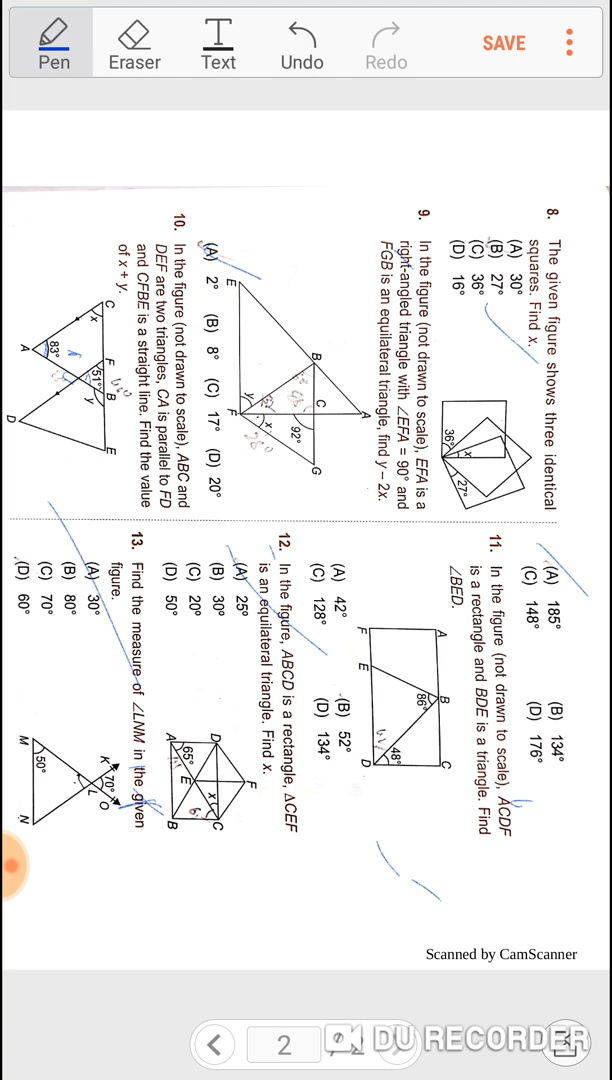 Pen
Eraser
Text
Undo
Redo
SAVE
8. The given figure shows three identical
squares. Find x.
(A) 30°
(B) 27°
(C) 36°
(D) 16°
36°
x
27°
9. In the figure (not drawn to scale), EFA is a
right-angled triangle with ∠EFA = 90° and
FGB is an equilateral triangle, find y – 2x.
A
B
C
92°
G
E
F
y
x
28°
(A) 2° (B) 8° (C) 17° (D) 20°
10. In the figure (not drawn to scale), ABC and
DEF are two triangles, CA is parallel to FD
and CFBE is a straight line. Find the value
of x + y.
C
F
B
E
x
51°
y
83°
A
D
(A) 185° (B) 134°
(C) 148° (D) 176°
11. In the figure (not drawn to scale), ACDF
is a rectangle and BDE is a triangle. Find
∠BED.
A
B
C
86°
48°
F
E
D
(A) 42° (B) 52°
(C) 128° (D) 134°
12. In the figure, ABCD is a rectangle, ΔCEF
is an equilateral triangle. Find x.
(A) 25°
(B) 30°
(C) 20°
(D) 50°
F
D
C
x
65°
E
A
B
13. Find the measure of ∠LNM in the given
figure.
(A) 30°
(B) 80°
(C) 70°
(D) 60°
K
70°
O
L
50°
M
N
Scanned by CamScanner
2
/ 2
DU RECORDER